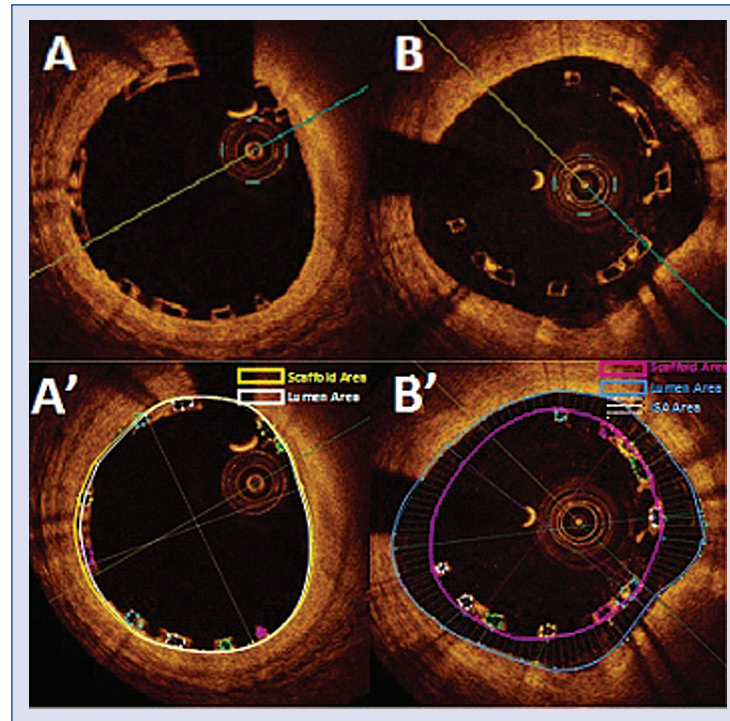 A
B
A'
Scaffold Area
Lumen Area
B'
Scaffold Area
Lumen Area
ISA Area